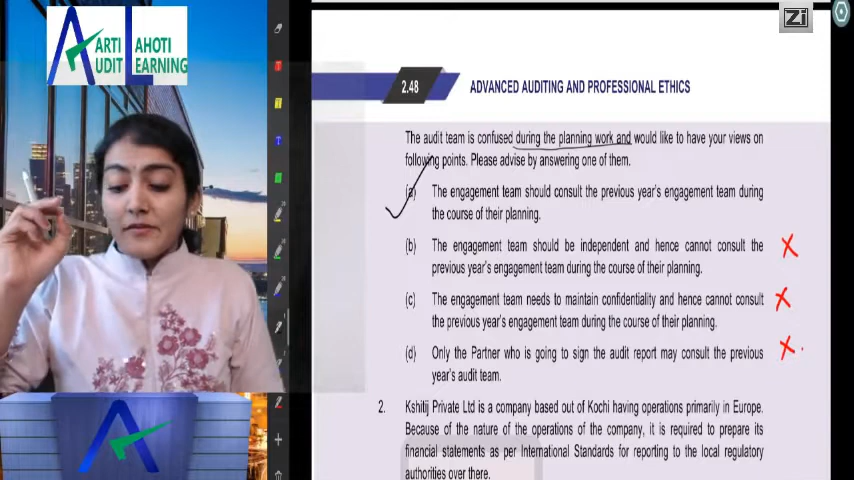 ARTI LAHOTI
AUDIT LEARNING
Zi
2.48 ADVANCED AUDITING AND PROFESSIONAL ETHICS
The audit team is confused during the planning work and would like to have your views on
following points. Please advise by answering one of them.
(a) The engagement team should consult the previous year's engagement team during
the course of their planning.
(b) The engagement team should be independent and hence cannot consult the
previous year's engagement team during the course of their planning.
(c) The engagement team needs to maintain confidentiality and hence cannot consult
the previous year's engagement team during the course of their planning.
(d) Only the Partner who is going to sign the audit report may consult the previous
year's audit team.
2. Kshitij Private Ltd is a company based out of Kochi having operations primarily in Europe.
Because of the nature of the operations of the company, it is required to prepare its
financial statements as per International Standards for reporting to the local regulatory
authorities over there.